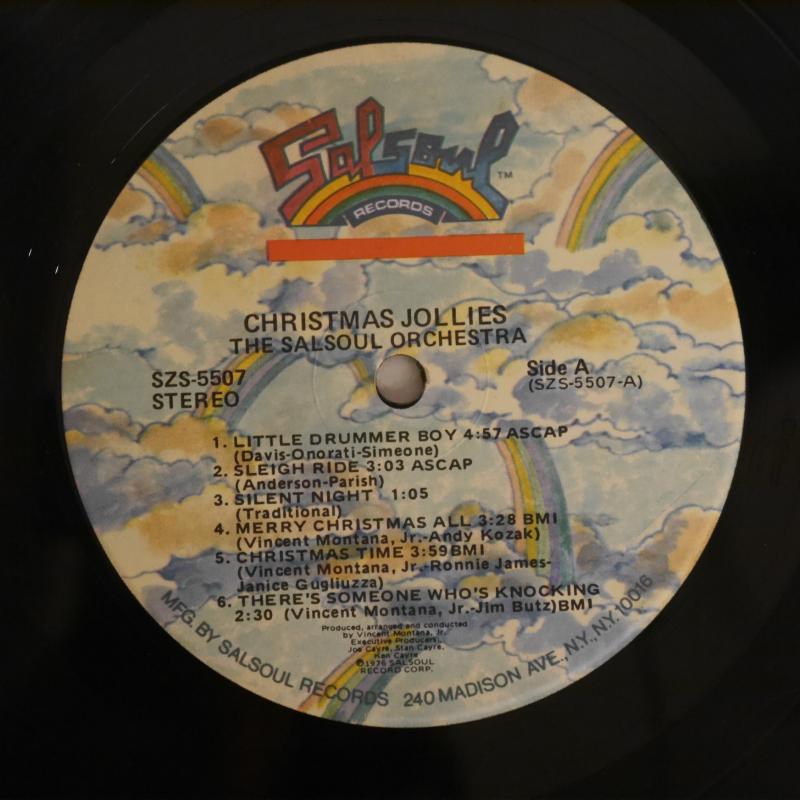 Salsoul TM
RECORDS
CHRISTMAS JOLLIES
THE SALSOUL ORCHESTRA
SZS-5507
STEREO
Side A
(SZS-5507-A)
1. LITTLE DRUMMER BOY 4:57 ASCAP
(Davis-Onorati-Simeone)
2. SLEIGH RIDE 3:03 ASCAP
(Anderson-Parish)
3. SILENT NIGHT 1:05
(Traditional)
4. MERRY CHRISTMAS ALL 3:28 BMI
(Vincent Montana, Jr.-Andy Kozak)
5. CHRISTMAS TIME 3:59 BMI
(Vincent Montana, Jr.-Ronnie James-
Janice Gugliuzza)
6. THERE'S SOMEONE WHO'S KNOCKING
2:30 (Vincent Montana, Jr.-Jim Butz) BMI
Produced, arranged and conducted
by Vincent Montana, Jr.
Executive Producers,
Joe Cayre, Stan Cayre,
Ken Cayre
©1976 SALSOUL
RECORD CORP.
MFG. BY SALSOUL RECORDS 240 MADISON AVE., N.Y., N.Y. 10016